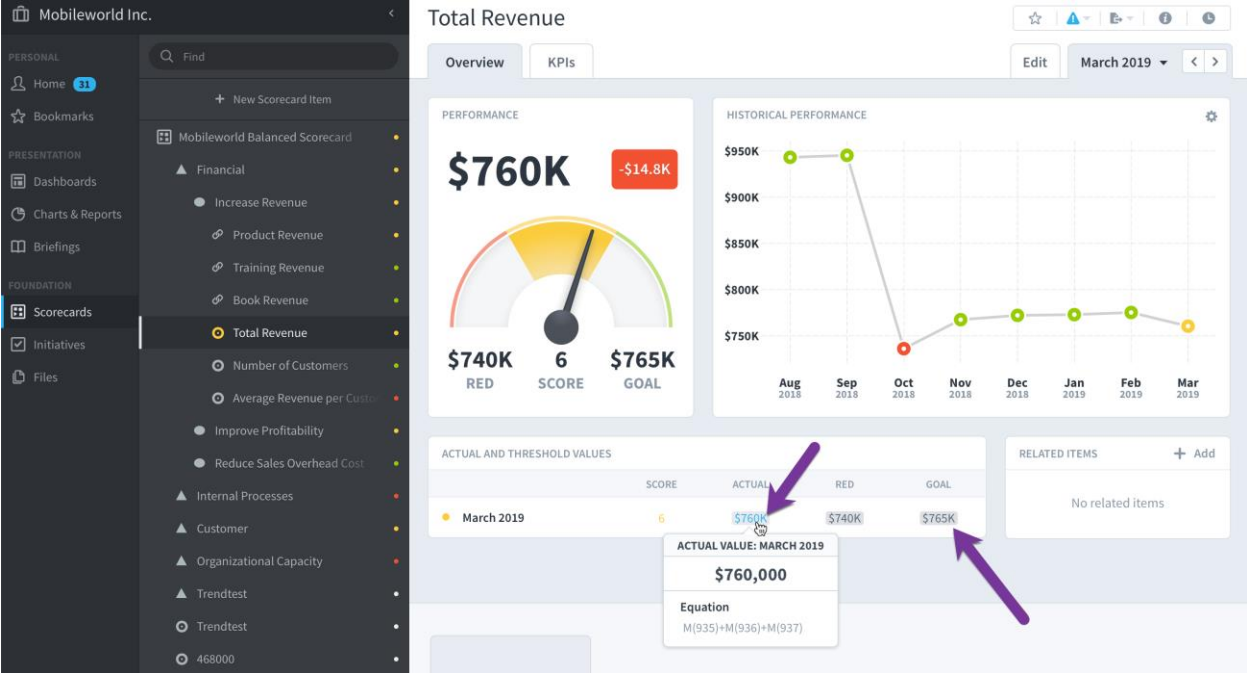 Mobileworld Inc.
PERSONAL
Home 31
Bookmarks
PRESENTATION
Dashboards
Charts & Reports
Briefings
FOUNDATION
Scorecards
Initiatives
Files
Find
+ New Scorecard Item
Mobileworld Balanced Scorecard
Financial
Increase Revenue
Product Revenue
Training Revenue
Book Revenue
Total Revenue
Number of Customers
Average Revenue per Custo
Improve Profitability
Reduce Sales Overhead Cost
Internal Processes
Customer
Organizational Capacity
Trendtest
Trendtest
468000
Total Revenue
Overview KPIs Edit March 2019
PERFORMANCE
$760K -$14.8K
$740K 6 $765K
RED SCORE GOAL
HISTORICAL PERFORMANCE
$950K
$900K
$850K
$800K
$750K
Aug Sep Oct Nov Dec Jan Feb Mar
2018 2018 2018 2018 2018 2019 2019 2019
ACTUAL AND THRESHOLD VALUES
SCORE ACTUAL RED GOAL
March 2019 6 $760K $740K $765K
ACTUAL VALUE: MARCH 2019
$760,000
Equation
M(935)+M(936)+M(937)
RELATED ITEMS + Add
No related items